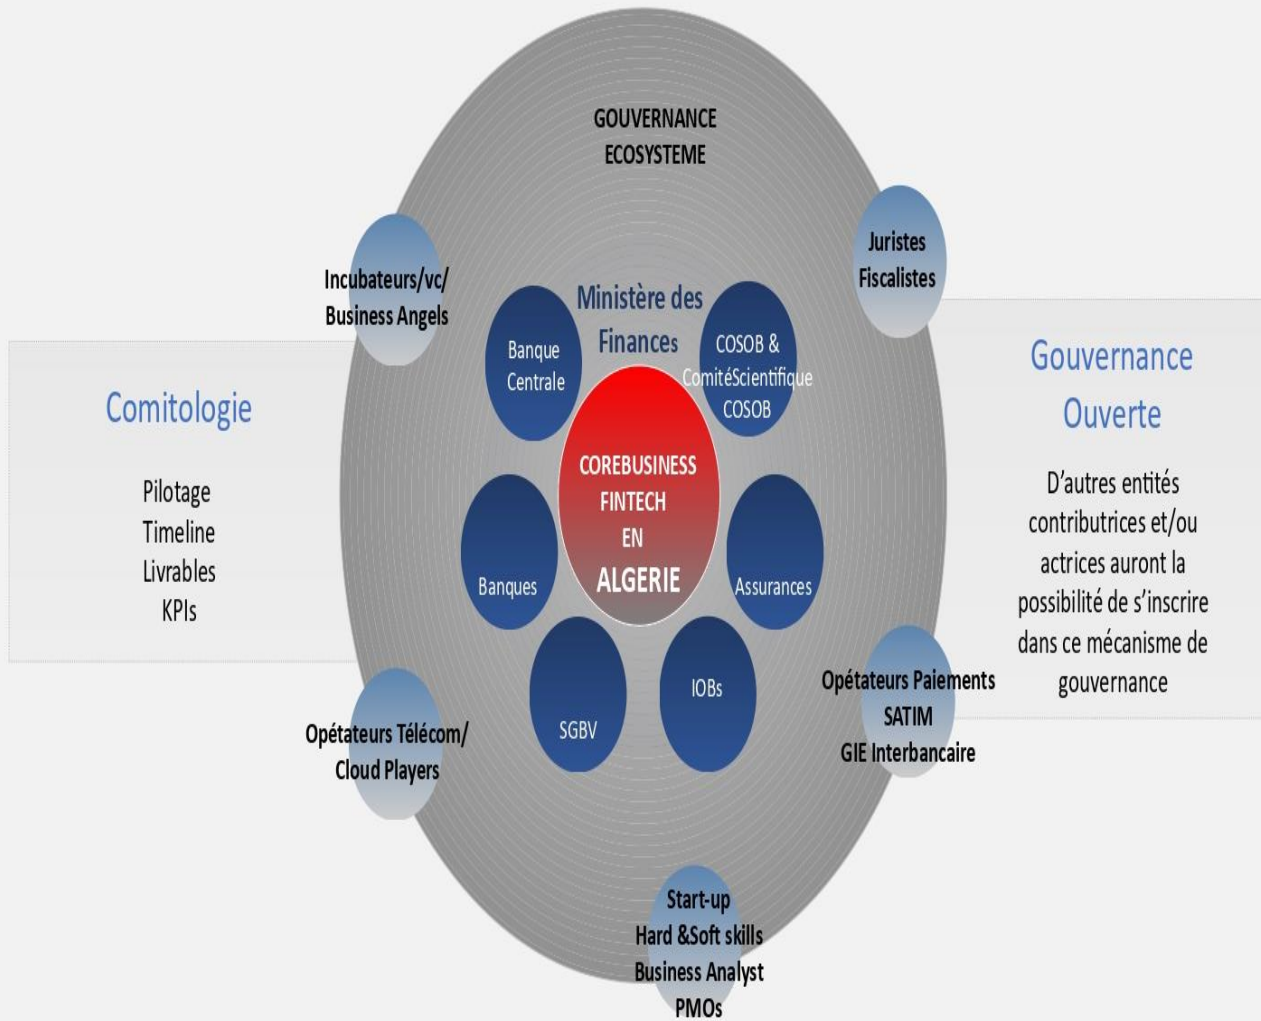 GOUVERNANCE
ECOSYSTEME
Incubateurs/vc/
Business Angels
Juristes
Fiscalistes
Ministère des
Finances
Banque
Centrale
COSOB &
ComitéScientifique
COSOB
COREBUSINESS
FINTECH
EN
ALGERIE
Banques
Assurances
SGBV
IOBs
Comitologie
Pilotage
Timeline
Livrables
KPIs
Gouvernance
Ouverte
D'autres entités
contributrices et/ou
actrices auront la
possibilité de s'inscrire
dans ce mécanisme de
gouvernance
Opétateurs Télécom/
Cloud Players
Opétateurs Paiements
SATIM
GIE Interbancaire
Start-up
Hard &Soft skills
Business Analyst
PMOs